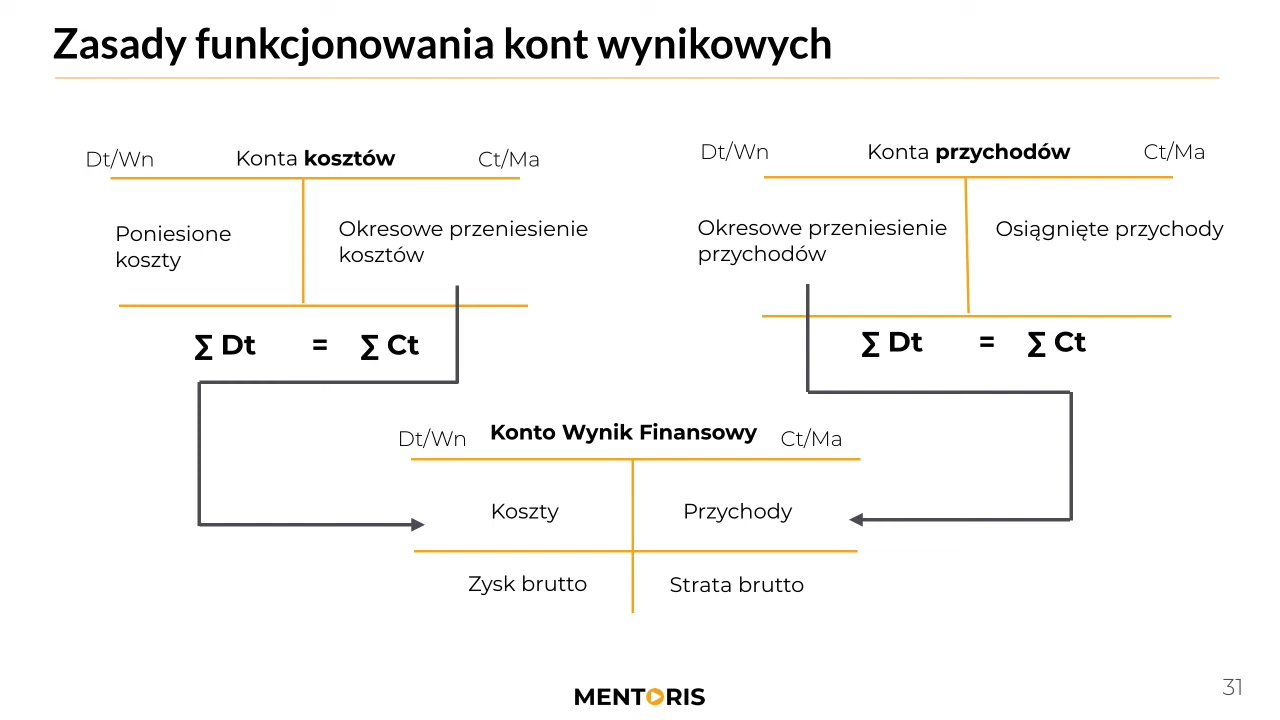 Zasady funkcjonowania kont wynikowych
Dt/Wn Konta kosztów Ct/Ma
Poniesione
koszty
Okresowe przeniesienie
kosztów
∑ Dt = ∑ Ct
Dt/Wn Konta przychodów Ct/Ma
Okresowe przeniesienie
przychodów
Osiągnięte przychody
∑ Dt = ∑ Ct
Dt/Wn Konto Wynik Finansowy Ct/Ma
Koszty Przychody
Zysk brutto Strata brutto
MENTORIS
31